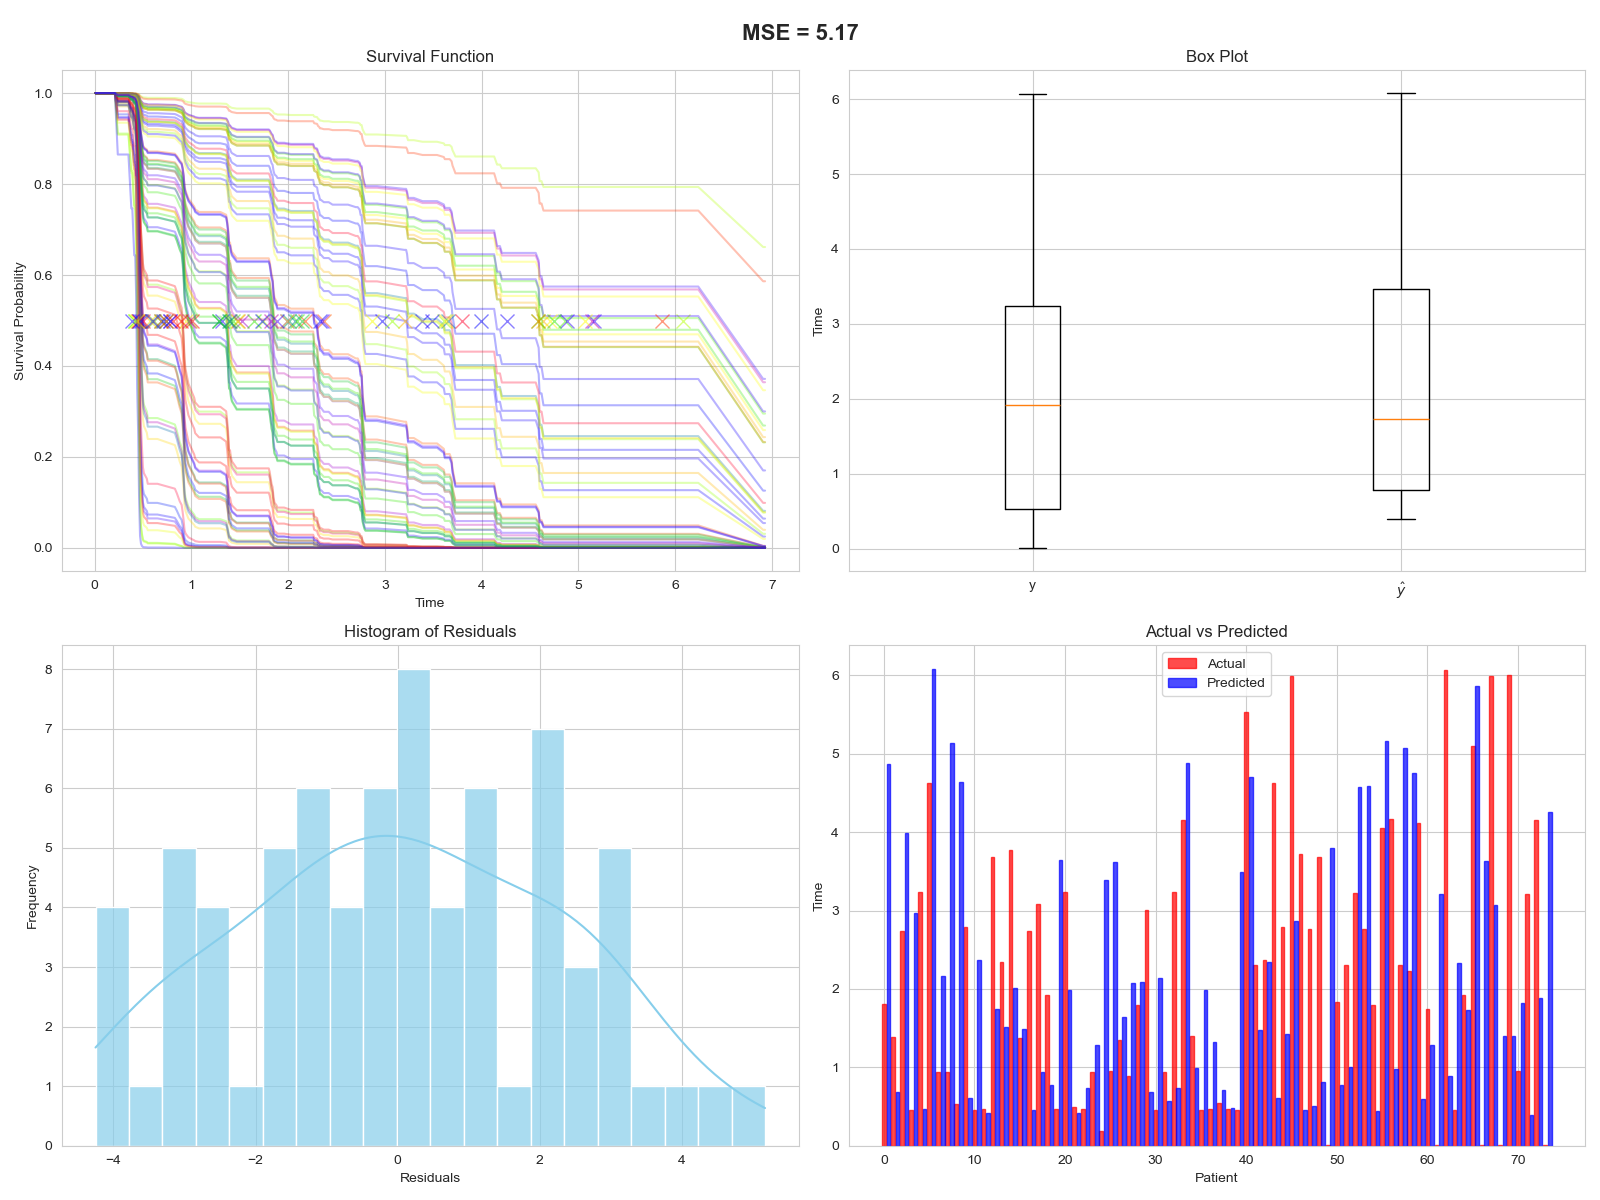 MSE = 5.17
Survival Function
Survival Probability
1.0
0.8
0.6
0.4
0.2
0.0
0 1 2 3 4 5 6 7
Time
Box Plot
Time
6
5
4
3
2
1
0
y ŷ
Histogram of Residuals
Frequency
8
7
6
5
4
3
2
1
0
−4 −2 0 2 4
Residuals
Actual vs Predicted
Actual
Predicted
Time
6
5
4
3
2
1
0
0 10 20 30 40 50 60 70
Patient